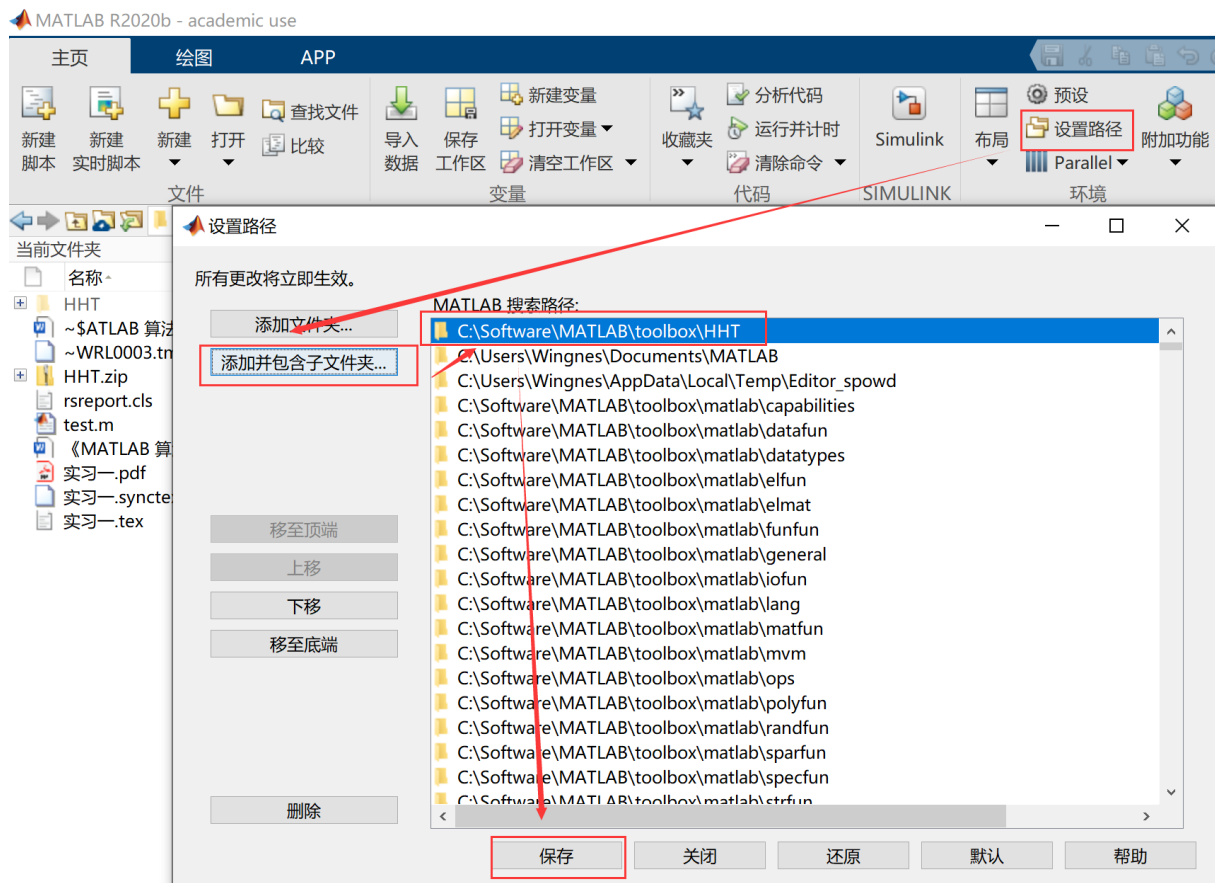 MATLAB R2020b - academic use
主页 绘图 APP
新建脚本
新建实时脚本
新建
打开
查找文件
比较
导入数据
保存工作区
新建变量
打开变量
清空工作区
收藏夹
分析代码
运行并计时
清除命令
Simulink
布局
预设
设置路径
Parallel
附加功能
文件 变量 代码 SIMULINK 环境
当前文件夹
名称
HHT
~$ATLAB 算法
~WRL0003.tm
HHT.zip
rsreport.cls
test.m
《MATLAB 算
实习一.pdf
实习一.syncte
实习一.tex
设置路径
所有更改将立即生效。
添加文件夹...
添加并包含子文件夹...
移至顶端
上移
下移
移至底端
删除
MATLAB 搜索路径:
C:\Software\MATLAB\toolbox\HHT
C:\Users\Wingnes\Documents\MATLAB
C:\Users\Wingnes\AppData\Local\Temp\Editor_spowd
C:\Software\MATLAB\toolbox\matlab\capabilities
C:\Software\MATLAB\toolbox\matlab\datafun
C:\Software\MATLAB\toolbox\matlab\datatypes
C:\Software\MATLAB\toolbox\matlab\elfun
C:\Software\MATLAB\toolbox\matlab\elmat
C:\Software\MATLAB\toolbox\matlab\funfun
C:\Software\MATLAB\toolbox\matlab\general
C:\Software\MATLAB\toolbox\matlab\iofun
C:\Software\MATLAB\toolbox\matlab\lang
C:\Software\MATLAB\toolbox\matlab\matfun
C:\Software\MATLAB\toolbox\matlab\mvm
C:\Software\MATLAB\toolbox\matlab\ops
C:\Software\MATLAB\toolbox\matlab\polyfun
C:\Software\MATLAB\toolbox\matlab\randfun
C:\Software\MATLAB\toolbox\matlab\sparfun
C:\Software\MATLAB\toolbox\matlab\specfun
C:\Software\MATLAB\toolbox\matlab\strfun
保存 关闭 还原 默认 帮助